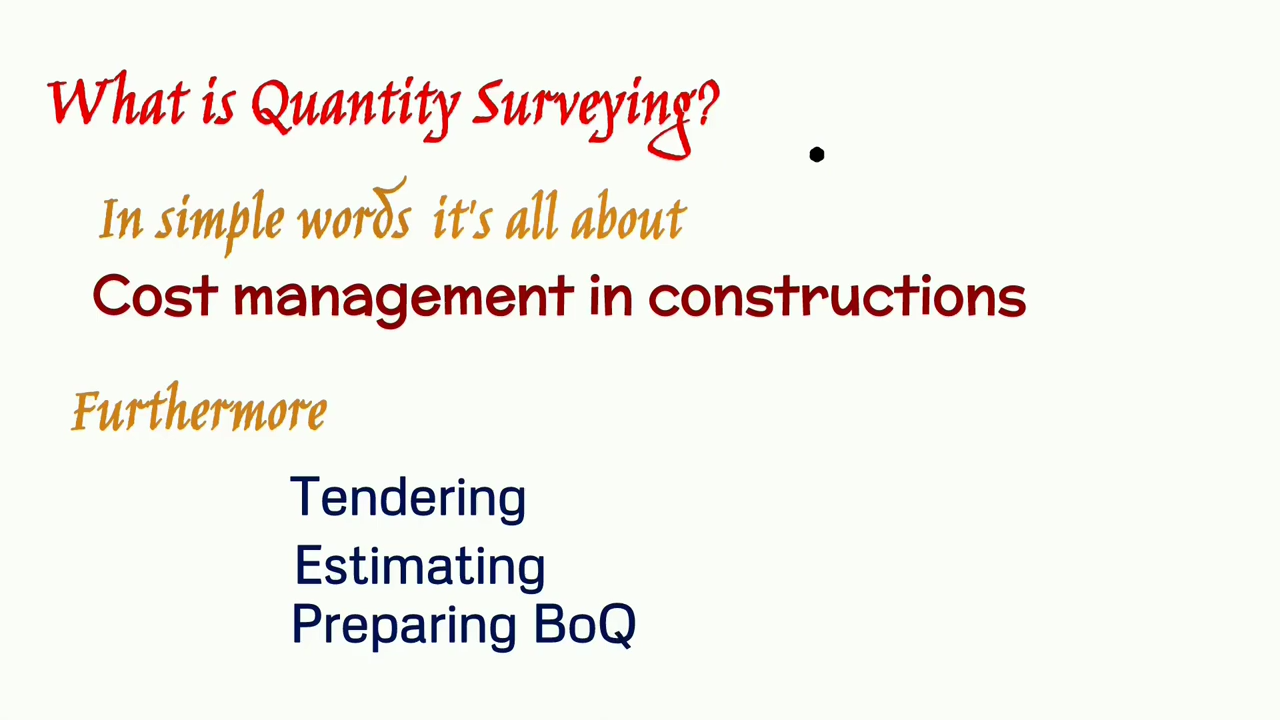 What is Quantity Surveying?
In simple words it's all about
Cost management in constructions
Furthermore
Tendering
Estimating
Preparing BoQ